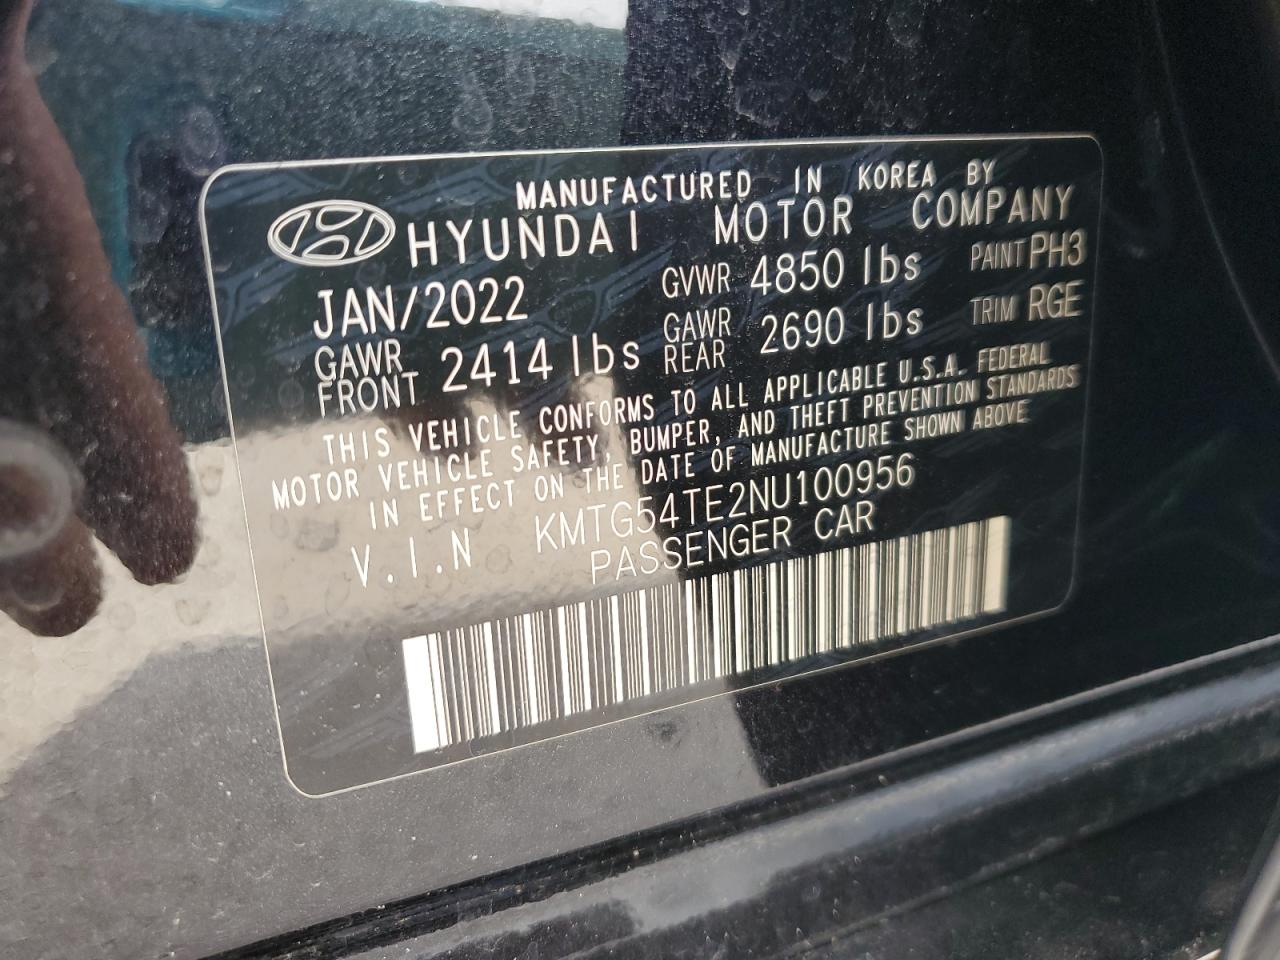 MANUFACTURED IN KOREA BY
HYUNDAI MOTOR COMPANY
JAN/2022 GVWR 4850 lbs PAINT PH3
GAWR FRONT 2414 lbs GAWR REAR 2690 lbs TRIM RGE
THIS VEHICLE CONFORMS TO ALL APPLICABLE U.S.A. FEDERAL
MOTOR VEHICLE SAFETY, BUMPER, AND THEFT PREVENTION STANDARDS
IN EFFECT ON THE DATE OF MANUFACTURE SHOWN ABOVE
V.I.N KMTG54TE2NU100956
PASSENGER CAR